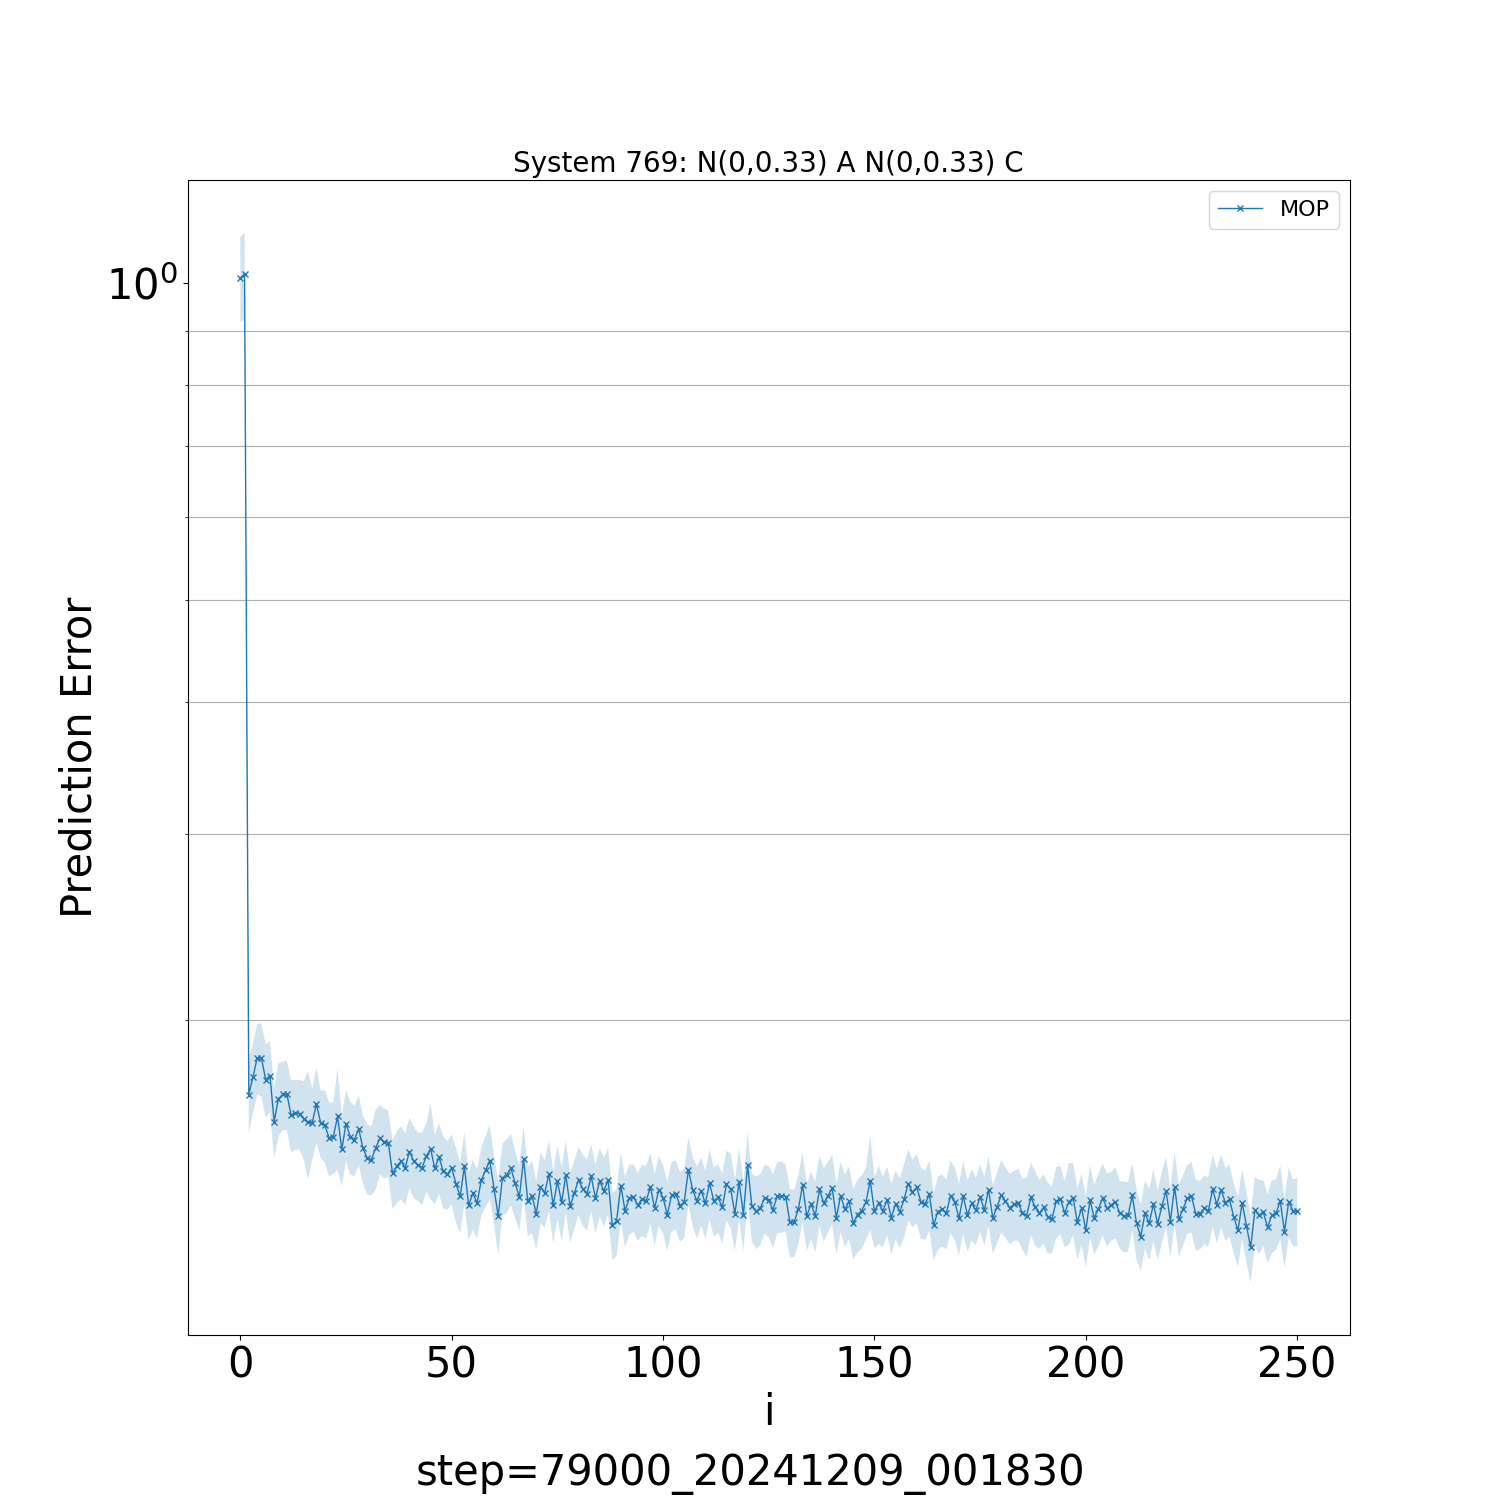 System 769: N(0,0.33) A N(0,0.33) C
MOP
10⁰
Prediction Error
0 50 100 150 200 250
i
step=79000_20241209_001830